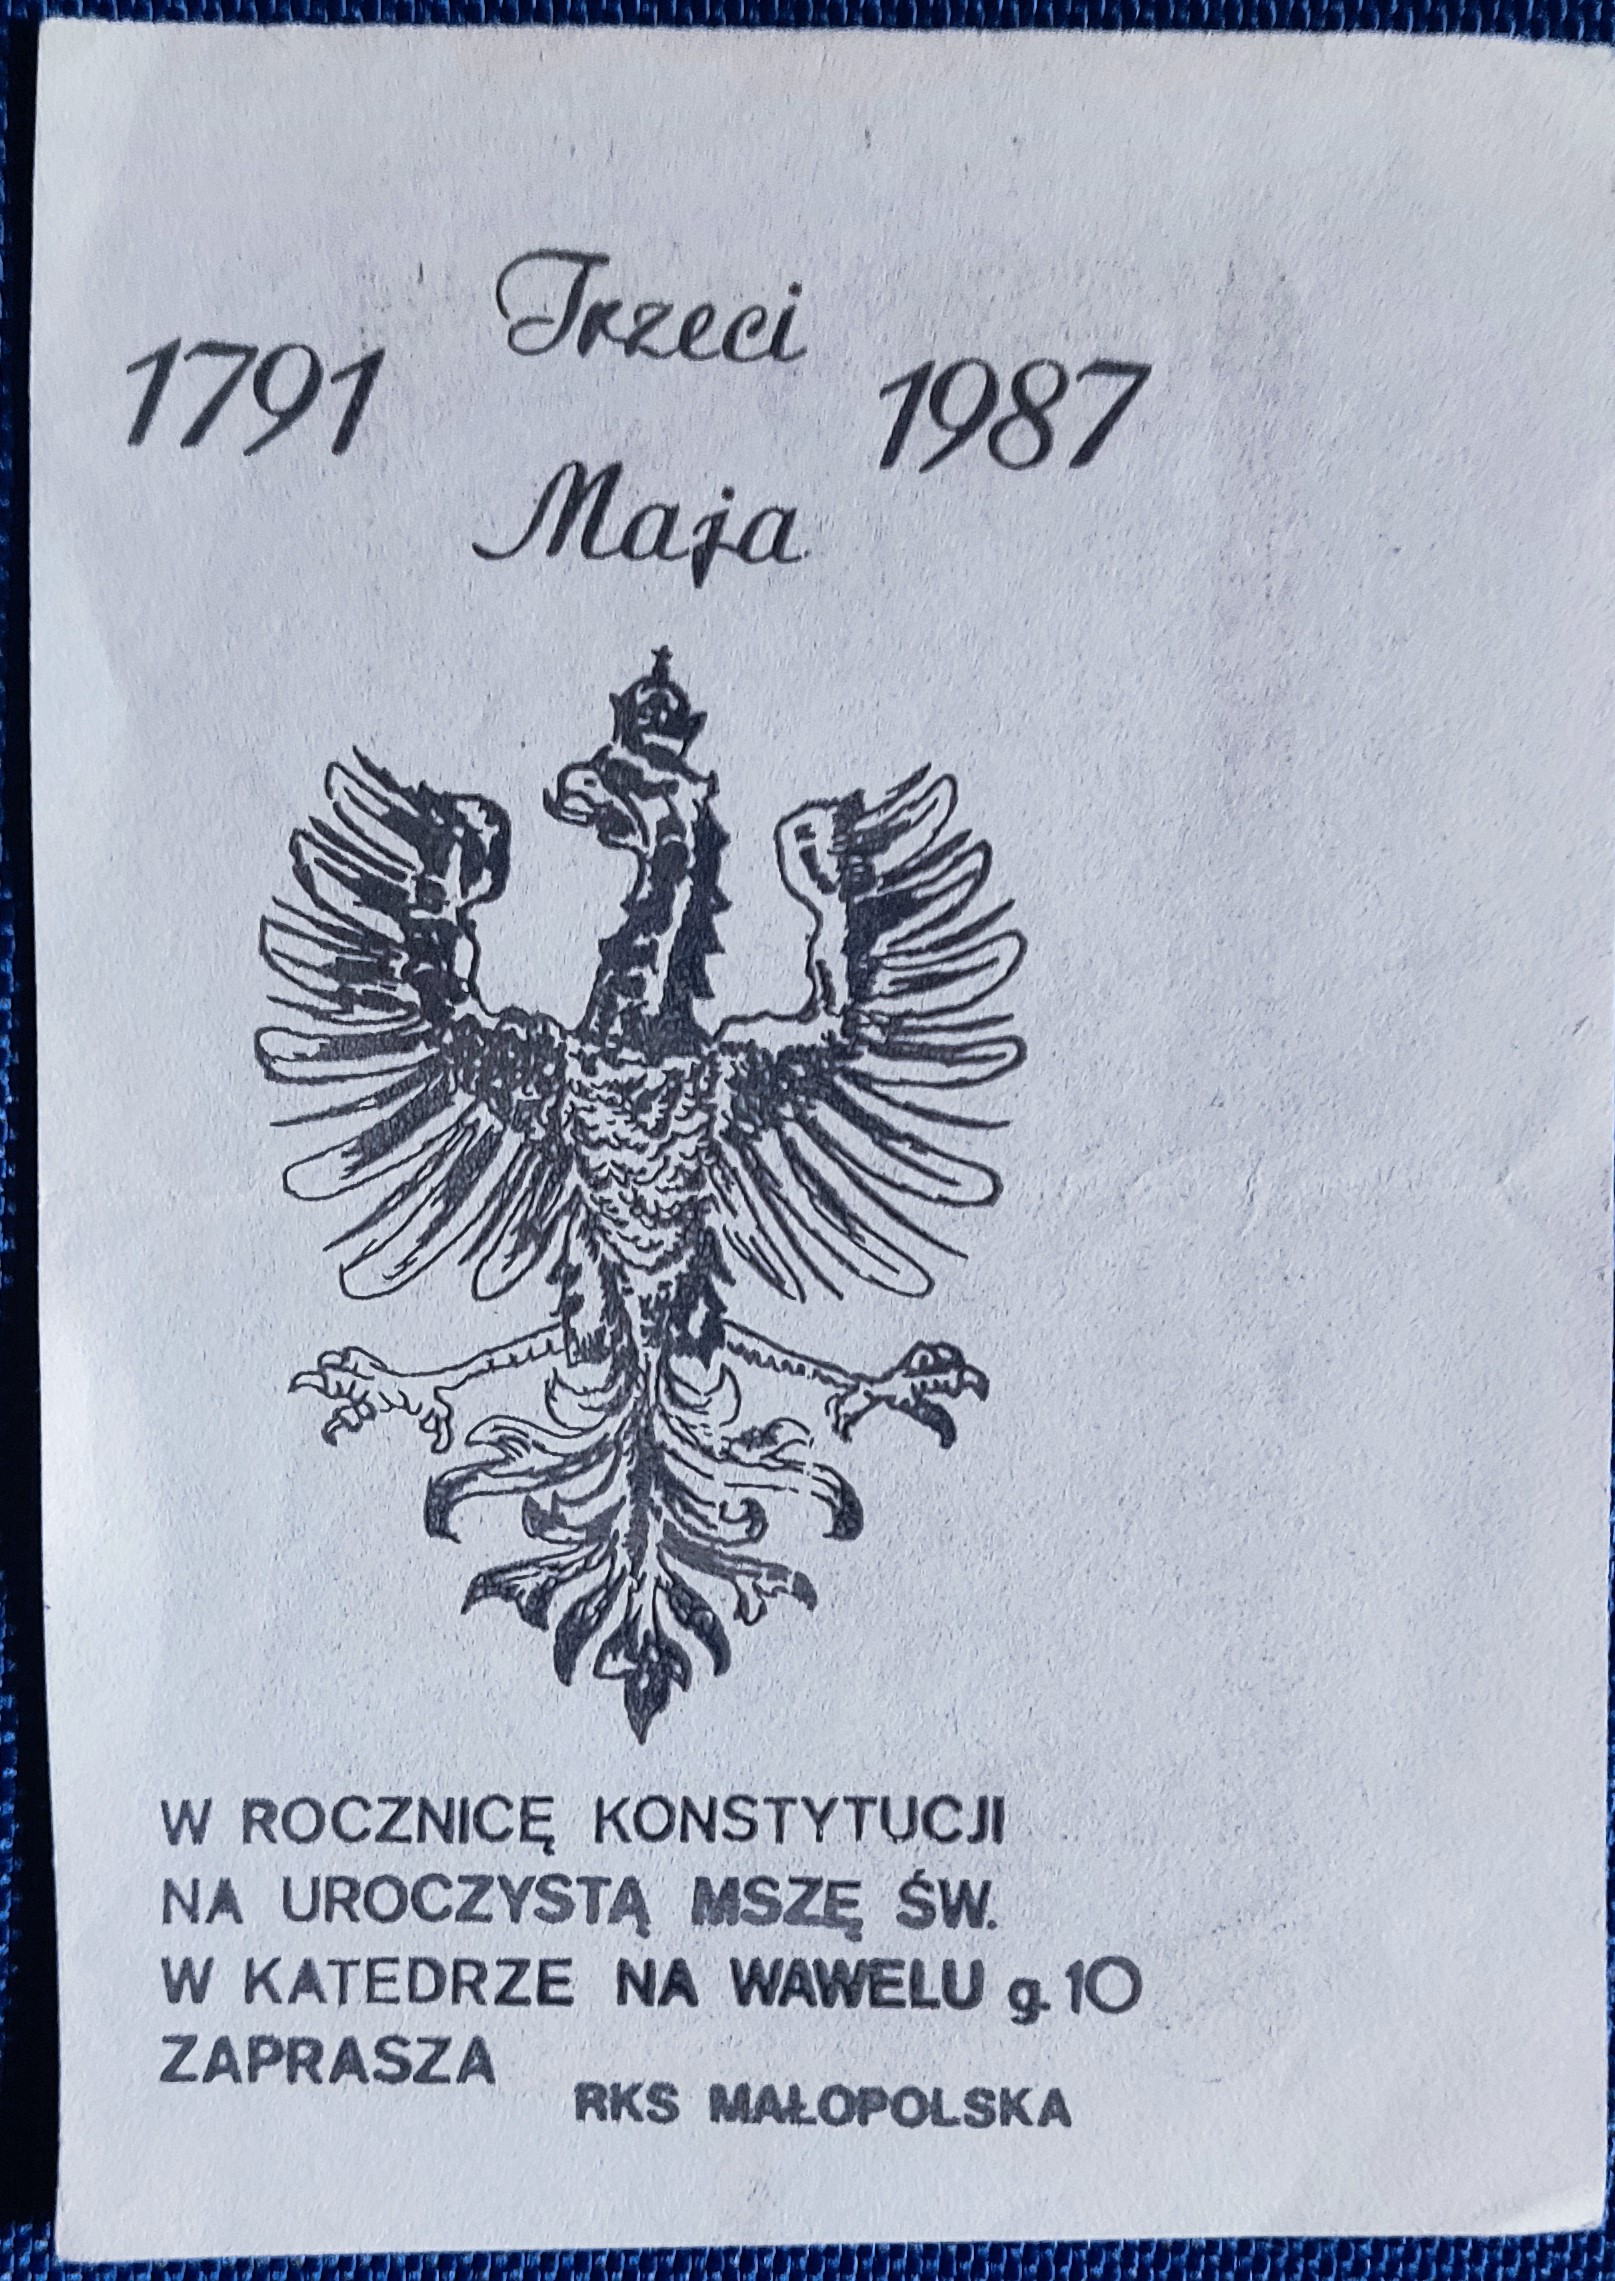 Trzeci
1791 1987
Maja
W ROCZNICĘ KONSTYTUCJI
NA UROCZYSTĄ MSZĘ ŚW.
W KATEDRZE NA WAWELU g. 10
ZAPRASZA
RKS MAŁOPOLSKA